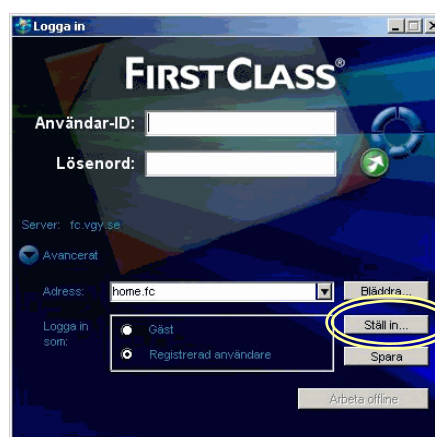 Logga in
FIRSTCLASS®
Användar-ID:
Lösenord:
Server: fc.vgy.se
Avancerat
Adress: home.fc Bläddra...
Logga in som: Gäst Ställ in...
Registrerad användare Spara
Arbeta offline